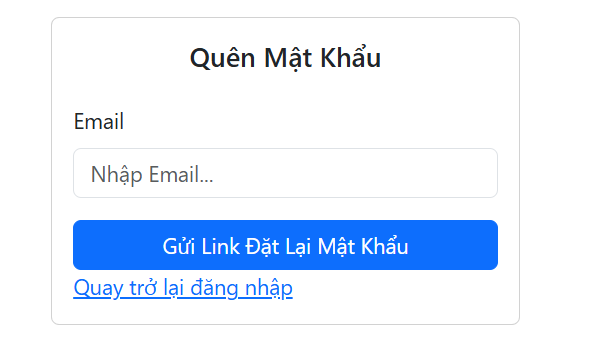 Quên Mật Khẩu
Email
Nhập Email...
Gửi Link Đặt Lại Mật Khẩu
Quay trở lại đăng nhập